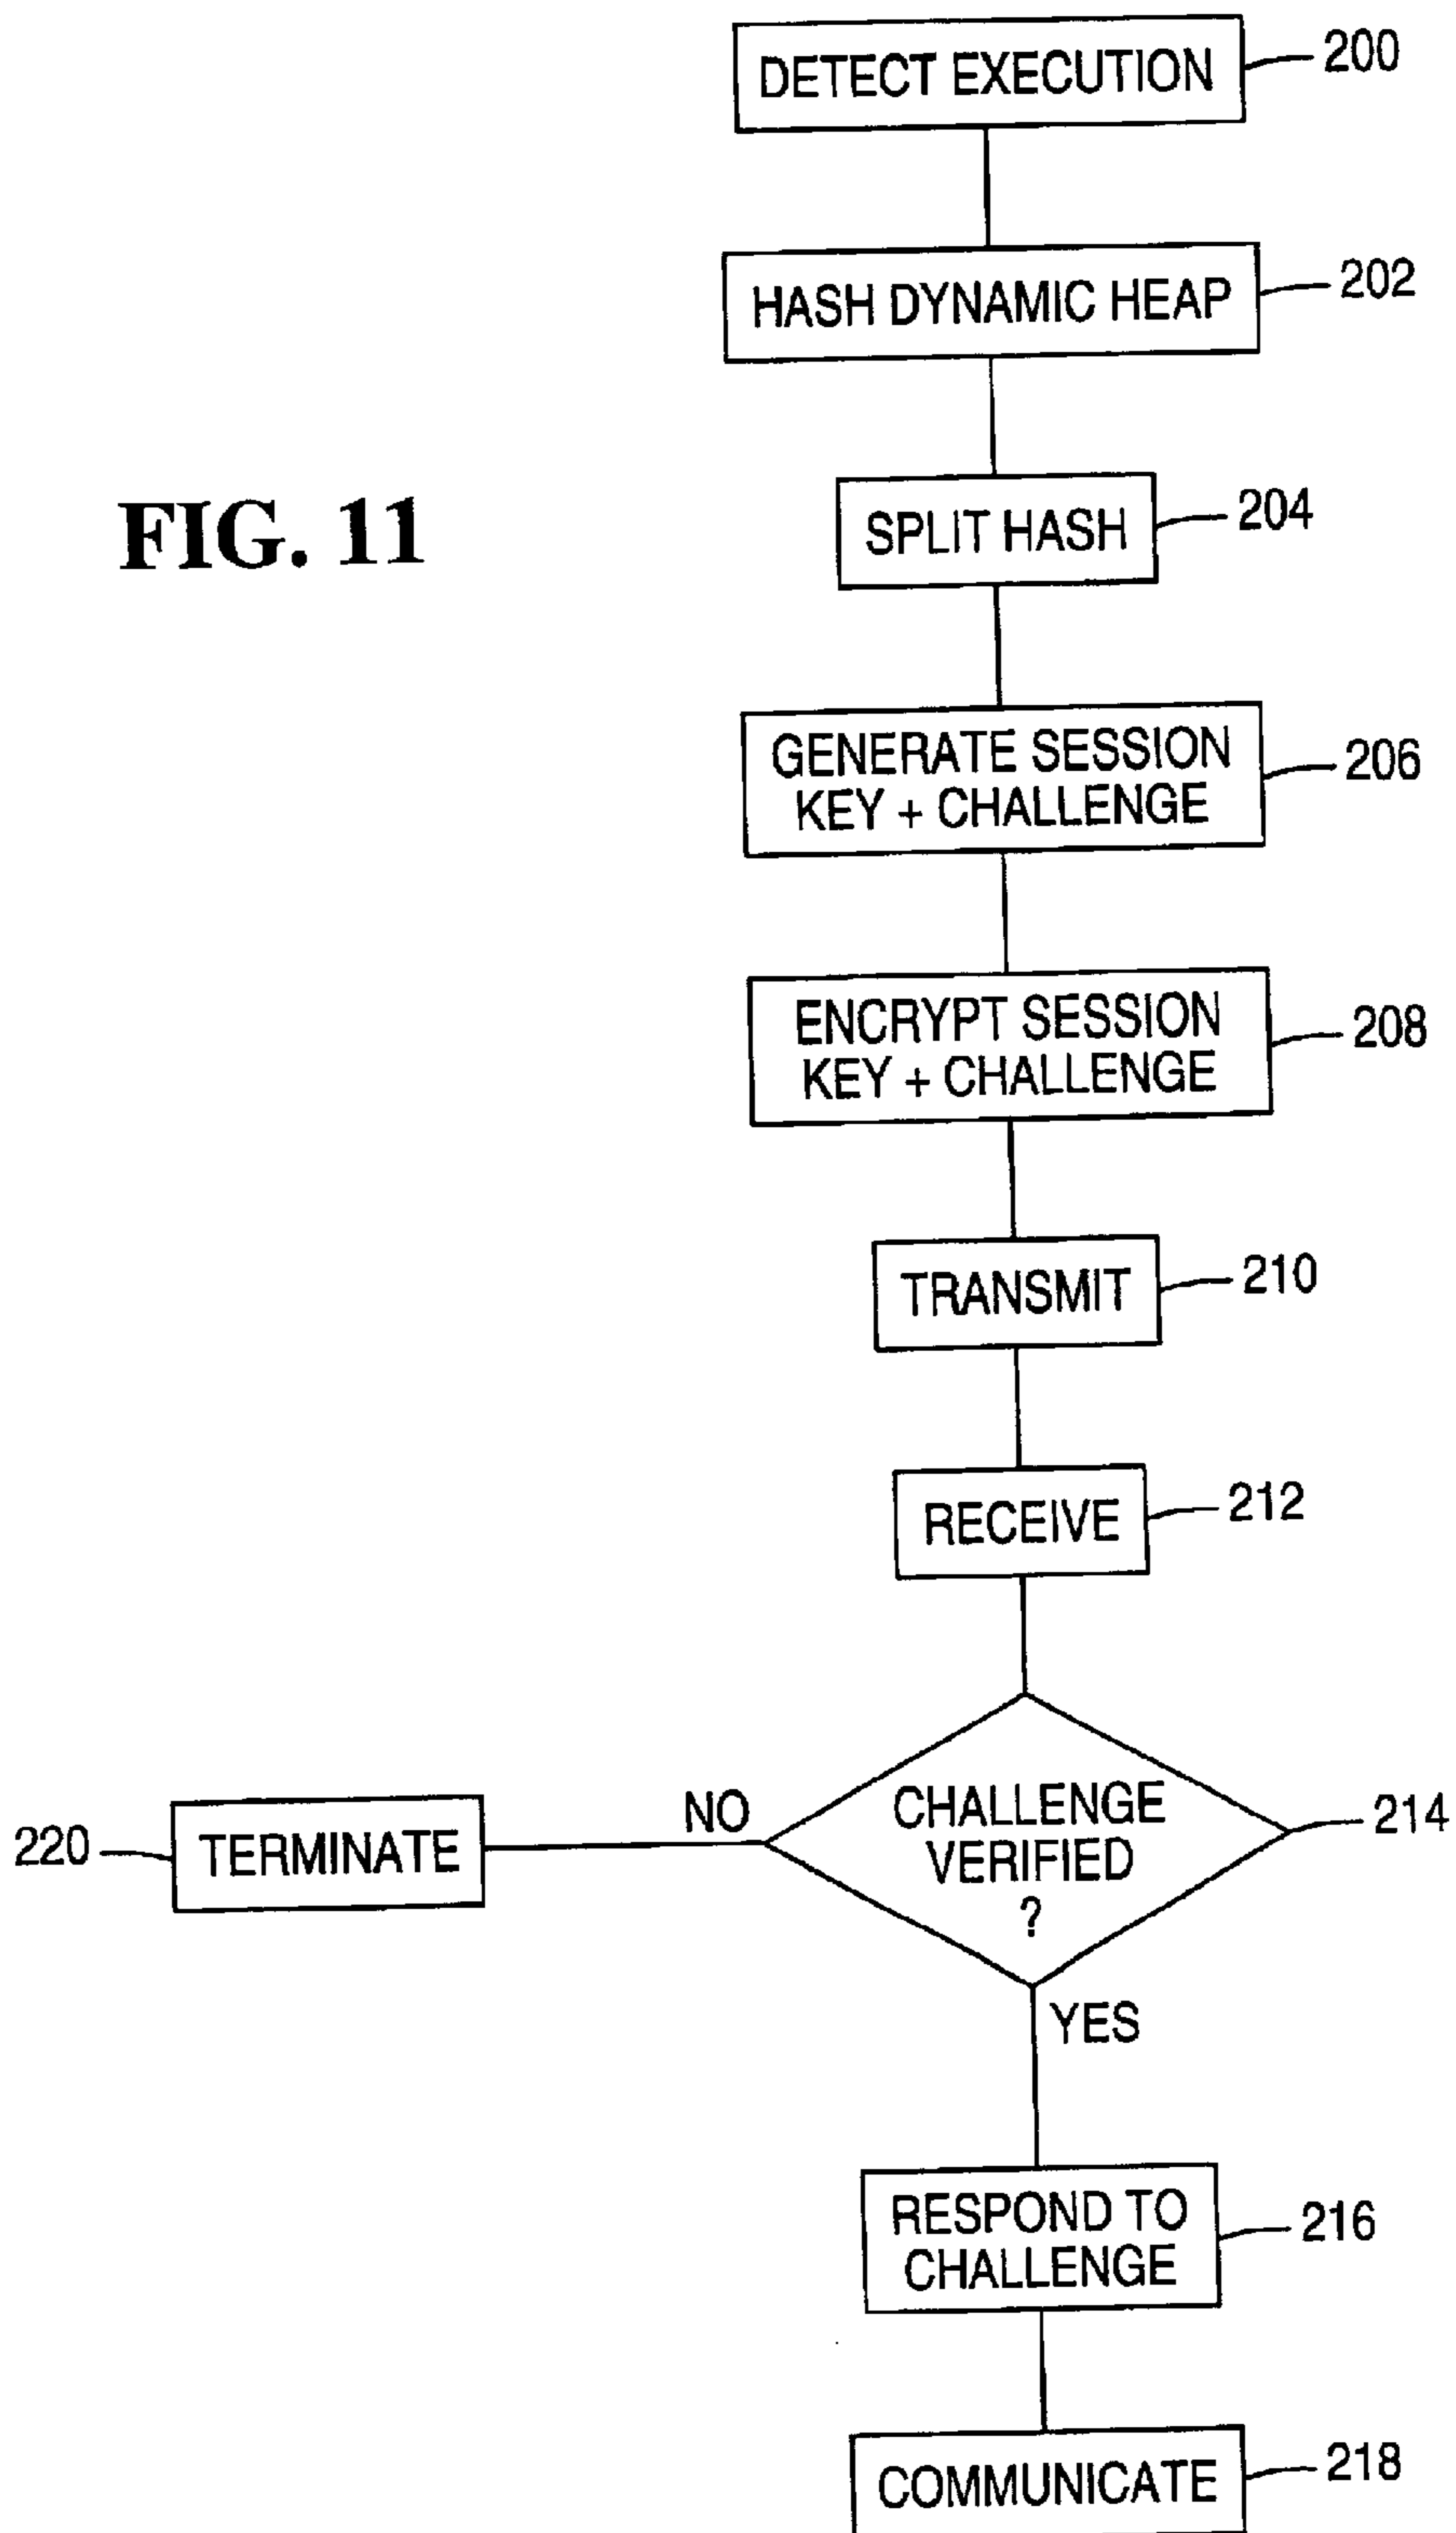 DETECT EXECUTION 200
HASH DYNAMIC HEAP 202
FIG. 11
SPLIT HASH 204
GENERATE SESSION
KEY + CHALLENGE 206
ENCRYPT SESSION
KEY + CHALLENGE 208
TRANSMIT 210
RECEIVE 212
CHALLENGE
VERIFIED
? 214
NO
220 TERMINATE
YES
RESPOND TO
CHALLENGE 216
COMMUNICATE 218